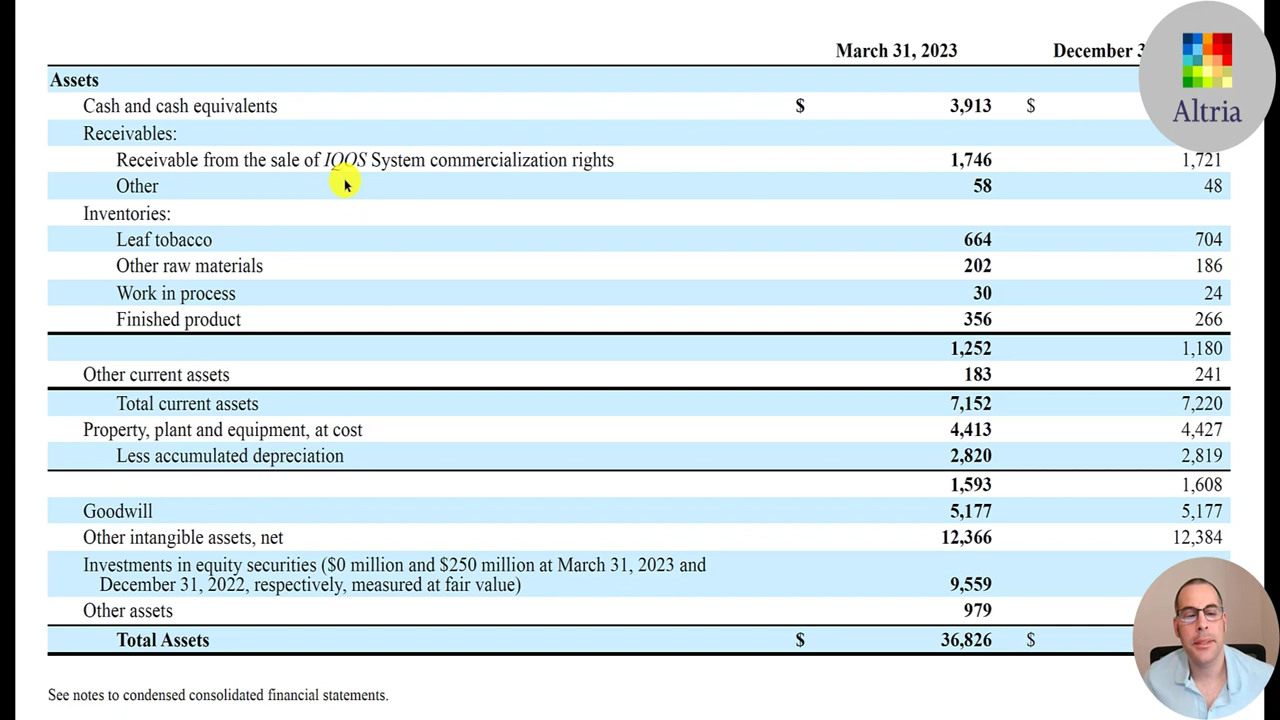 March 31, 2023 December 3
Altria
Assets
Cash and cash equivalents $ 3,913 $
Receivables:
Receivable from the sale of IQOS System commercialization rights 1,746 1,721
Other 58 48
Inventories:
Leaf tobacco 664 704
Other raw materials 202 186
Work in process 30 24
Finished product 356 266
1,252 1,180
Other current assets 183 241
Total current assets 7,152 7,220
Property, plant and equipment, at cost 4,413 4,427
Less accumulated depreciation 2,820 2,819
1,593 1,608
Goodwill 5,177 5,177
Other intangible assets, net 12,366 12,384
Investments in equity securities ($0 million and $250 million at March 31, 2023 and
December 31, 2022, respectively, measured at fair value) 9,559
Other assets 979
Total Assets $ 36,826 $
See notes to condensed consolidated financial statements.